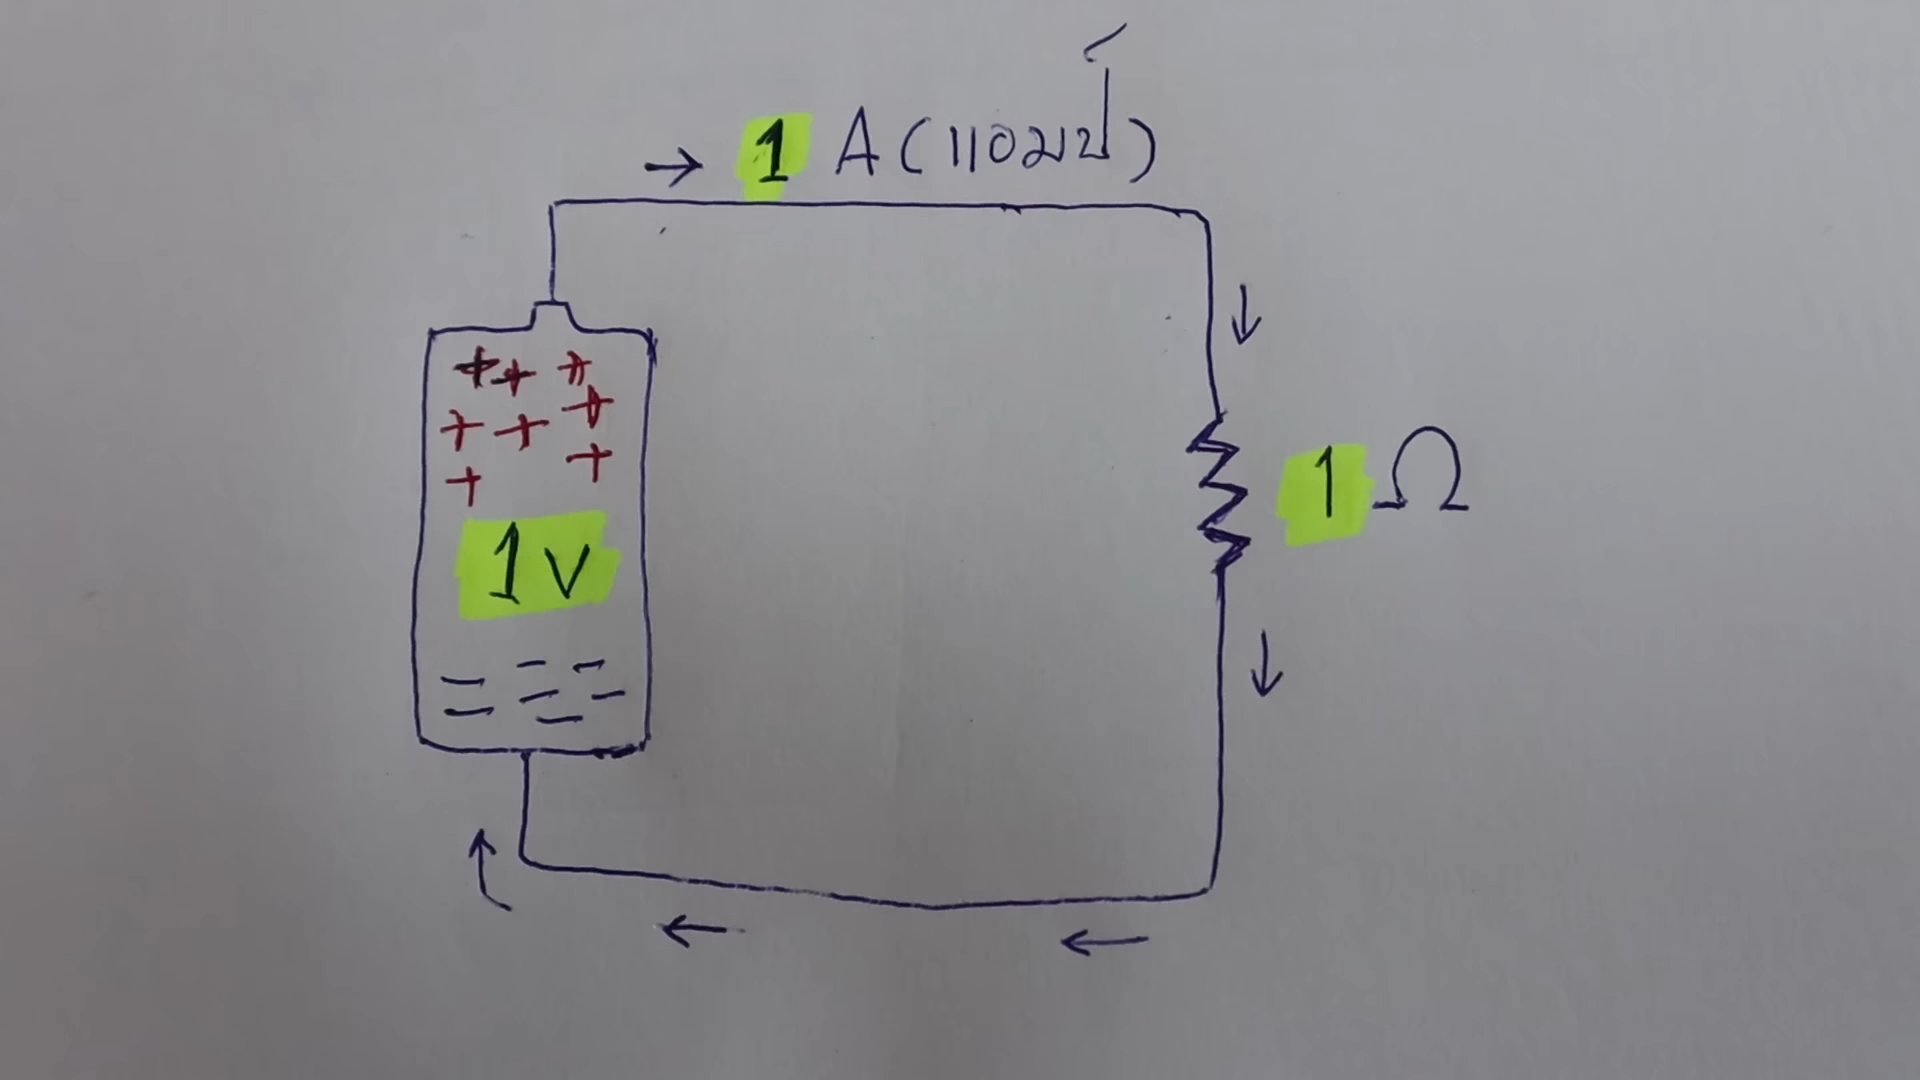 → 1 A (แอมป์)
+ + +
+ + +
+ +
1v
1 Ω